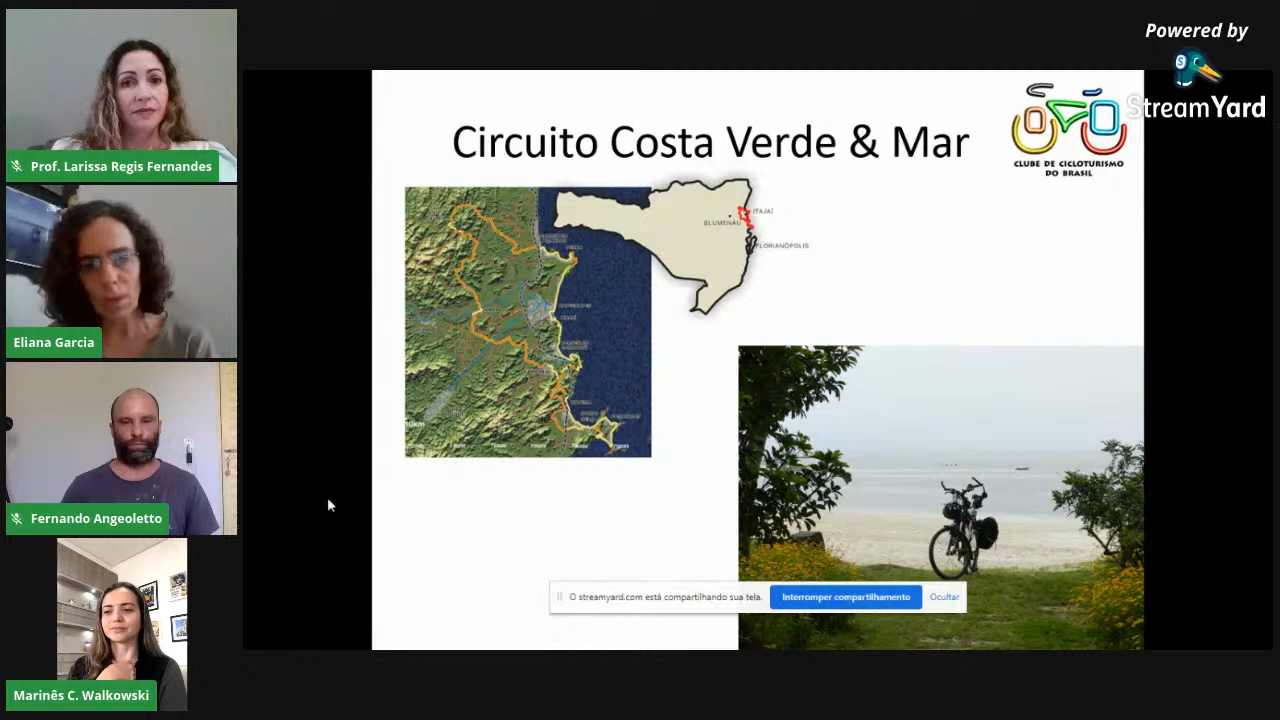 Powered by
StreamYard
Prof. Larissa Regis Fernandes
Eliana Garcia
Fernando Angeoletto
Marinês C. Walkowski
Circuito Costa Verde & Mar
CLUBE DE CICLOTURISMO
DO BRASIL
ITAJAÍ
BLUMENAU
FLORIANÓPOLIS
O streamyard.com está compartilhando sua tela.
Interromper compartilhamento
Ocultar